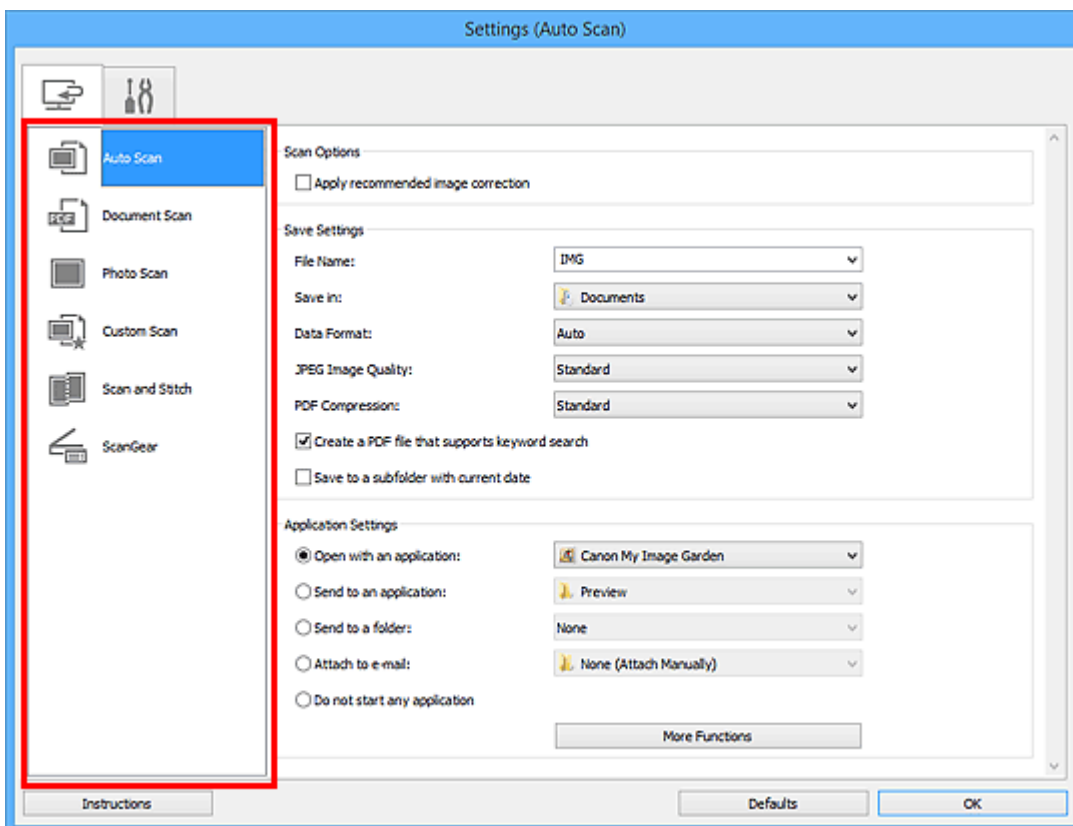 Settings (Auto Scan)
Auto Scan
Document Scan
PDF
Photo Scan
Custom Scan
Scan and Stitch
ScanGear
Scan Options
Apply recommended image correction
Save Settings
File Name: IMG
Save in: Documents
Data Format: Auto
JPEG Image Quality: Standard
PDF Compression: Standard
Create a PDF file that supports keyword search
Save to a subfolder with current date
Application Settings
Open with an application: Canon My Image Garden
Send to an application: Preview
Send to a folder: None
Attach to e-mail: None (Attach Manually)
Do not start any application
More Functions
Instructions Defaults OK